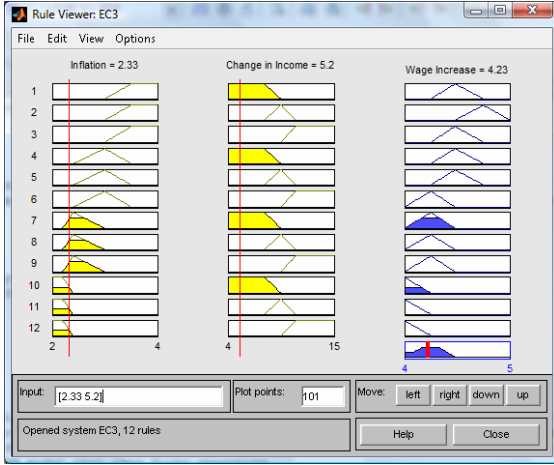 Rule Viewer: EC3
File Edit View Options
Inflation = 2.33
Change in Income = 5.2
Wage Increase = 4.23
1
2
3
4
5
6
7
8
9
10
11
12
2 4
4 15
4 5
Input: [2.33 5.2]
Plot points: 101
Move: left right down up
Opened system EC3, 12 rules
Help Close